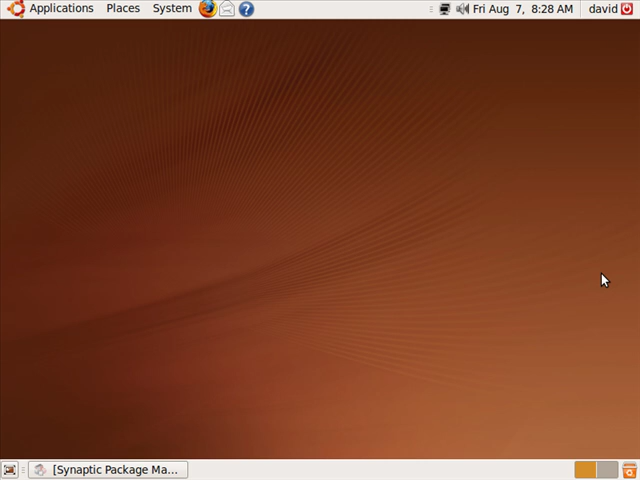 Applications Places System Fri Aug 7, 8:28 AM david
[Synaptic Package Ma...